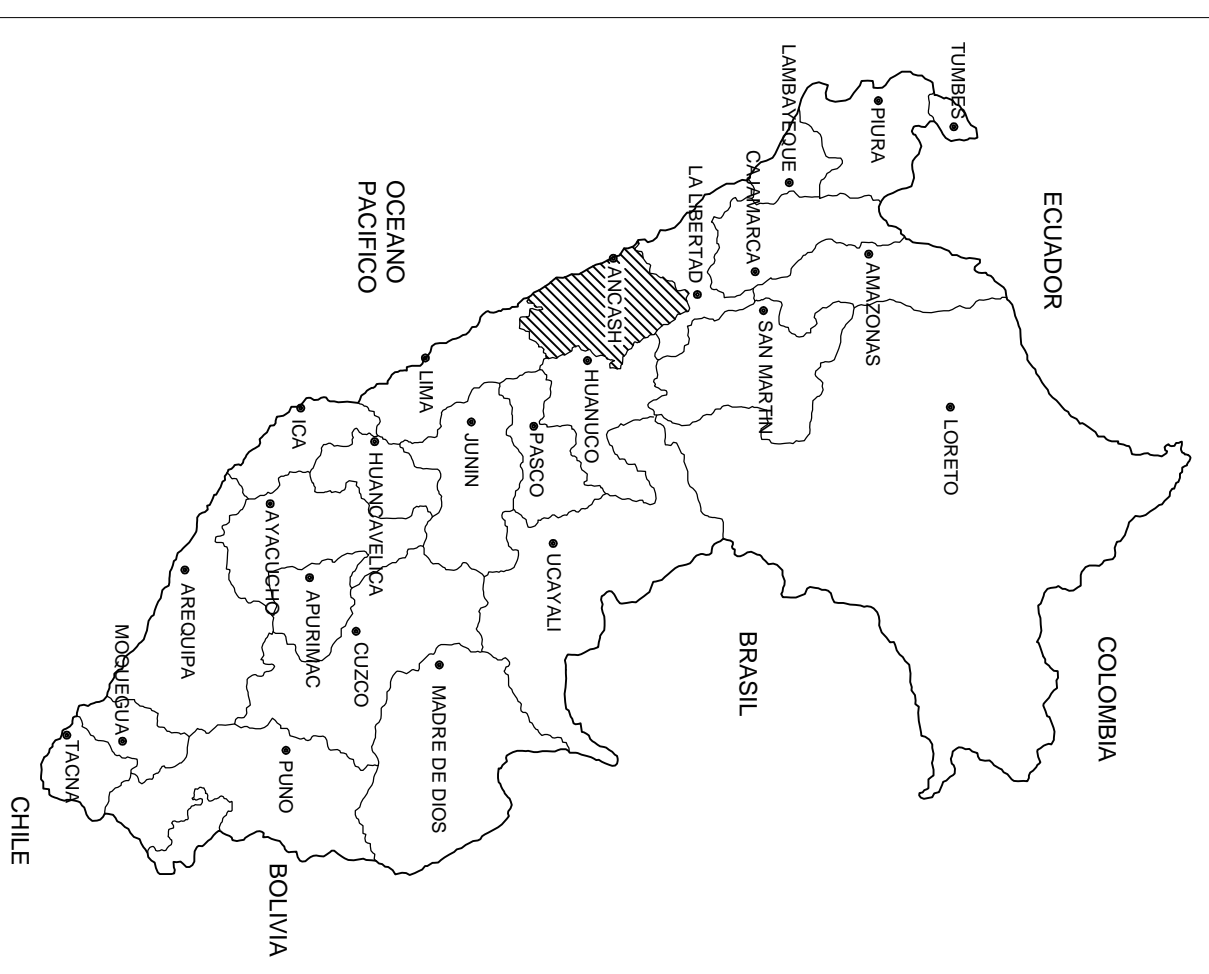 TUMBES
PIURA
LAMBAYEQUE
ECUADOR
CAJAMARCA
AMAZONAS
LA LIBERTAD
SAN MARTIN
LORETO
COLOMBIA
OCEANO
PACIFICO
ANCASH
HUANUCO
LIMA
PASCO
JUNIN
UCAYALI
BRASIL
ICA
HUANCAVELICA
AYACUCHO
APURIMAC
CUZCO
MADRE DE DIOS
AREQUIPA
MOQUEGUA
PUNO
TACNA
CHILE
BOLIVIA